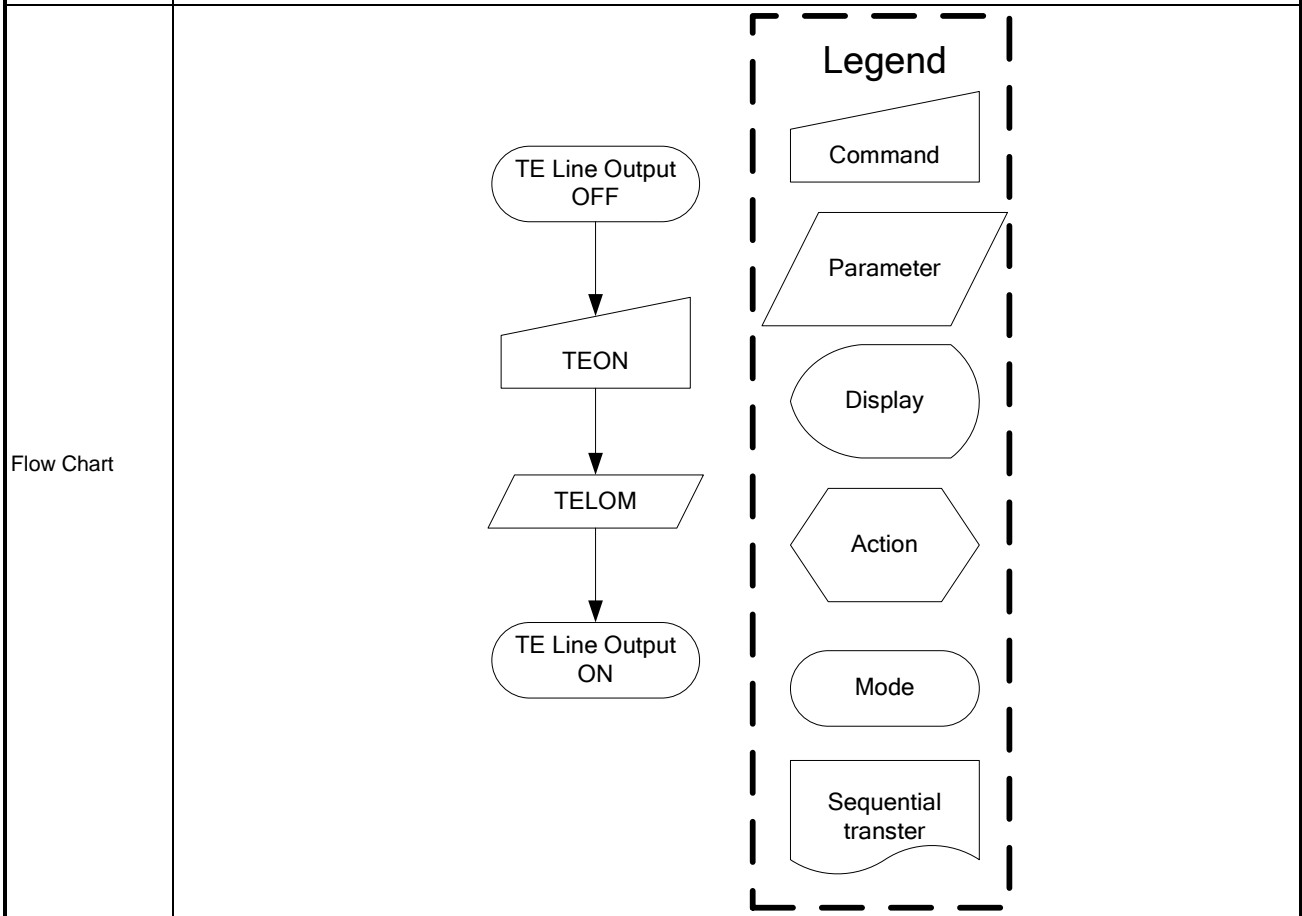 Flow Chart
TE Line Output
OFF
TEON
TELOM
TE Line Output
ON
Legend
Command
Parameter
Display
Action
Mode
Sequential
transter